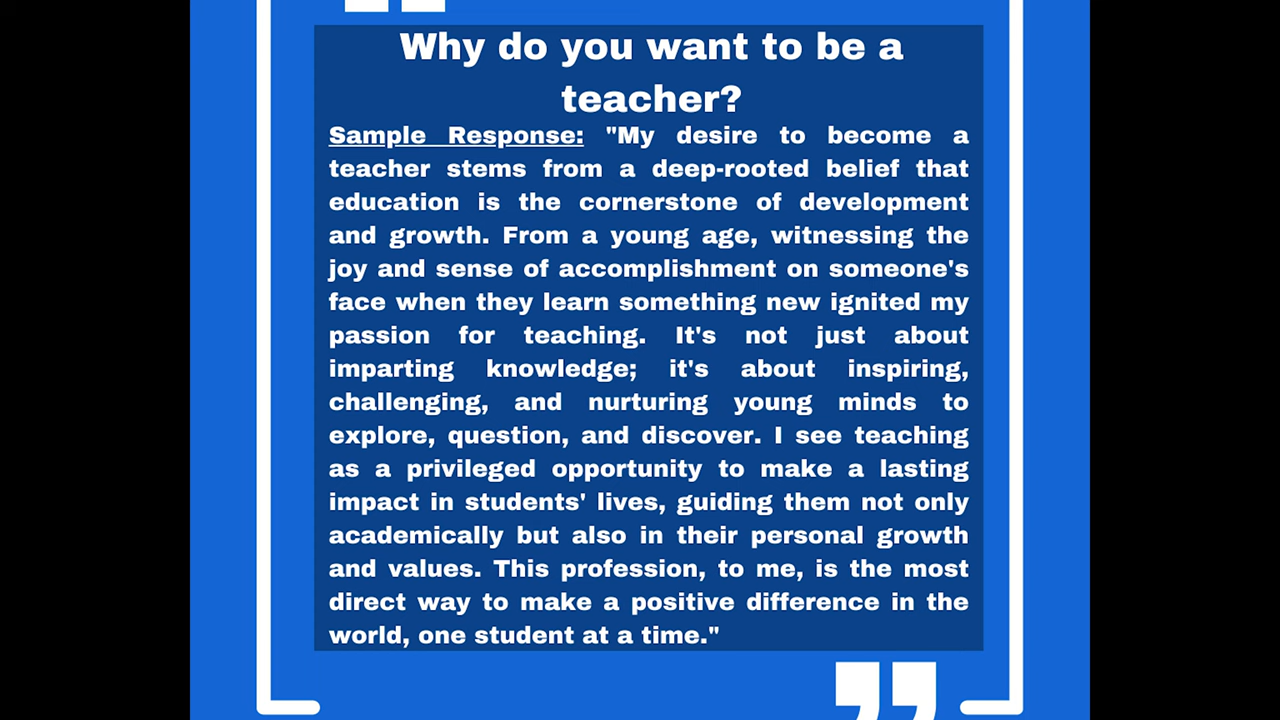 Why do you want to be a
teacher?
Sample Response: "My desire to become a
teacher stems from a deep-rooted belief that
education is the cornerstone of development
and growth. From a young age, witnessing the
joy and sense of accomplishment on someone's
face when they learn something new ignited my
passion for teaching. It's not just about
imparting knowledge; it's about inspiring,
challenging, and nurturing young minds to
explore, question, and discover. I see teaching
as a privileged opportunity to make a lasting
impact in students' lives, guiding them not only
academically but also in their personal growth
and values. This profession, to me, is the most
direct way to make a positive difference in the
world, one student at a time."